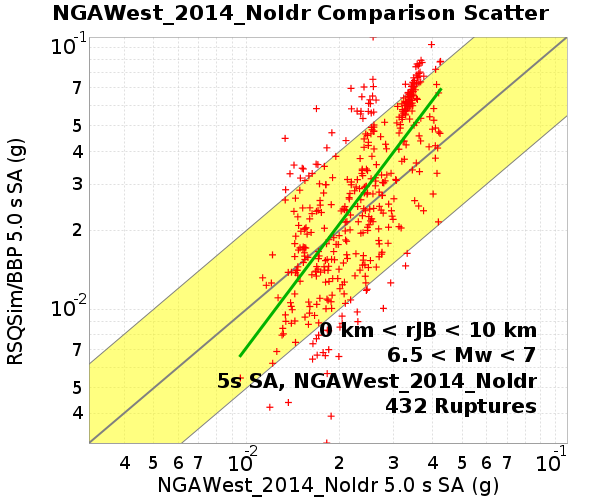 NGAWest_2014_NoIdr Comparison Scatter
10⁻¹
7
5
4
3
2
10⁻²
7
5
4
RSQSim/BBP 5.0 s SA (g)
0 km < rJB < 10 km
6.5 < Mw < 7
5s SA, NGAWest_2014_NoIdr
432 Ruptures
4 5 6 7 10⁻² 2 3 4 5 6 7 10⁻¹
NGAWest_2014_NoIdr 5.0 s SA (g)